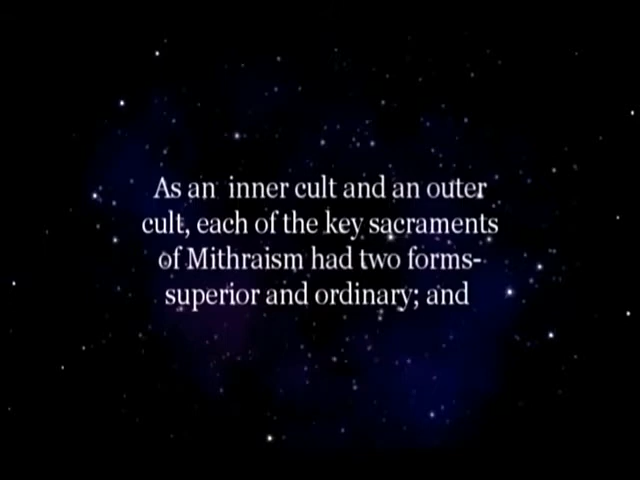 As an inner cult and an outer
cult, each of the key sacraments
of Mithraism had two forms-
superior and ordinary; and